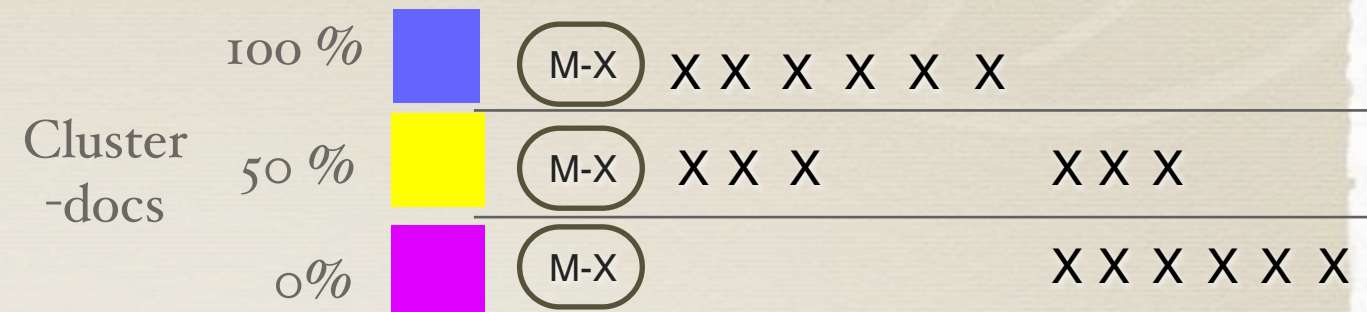 100 % M-X X X X X X X
Cluster
-docs
50 % M-X X X X X X X
0% M-X X X X X X X